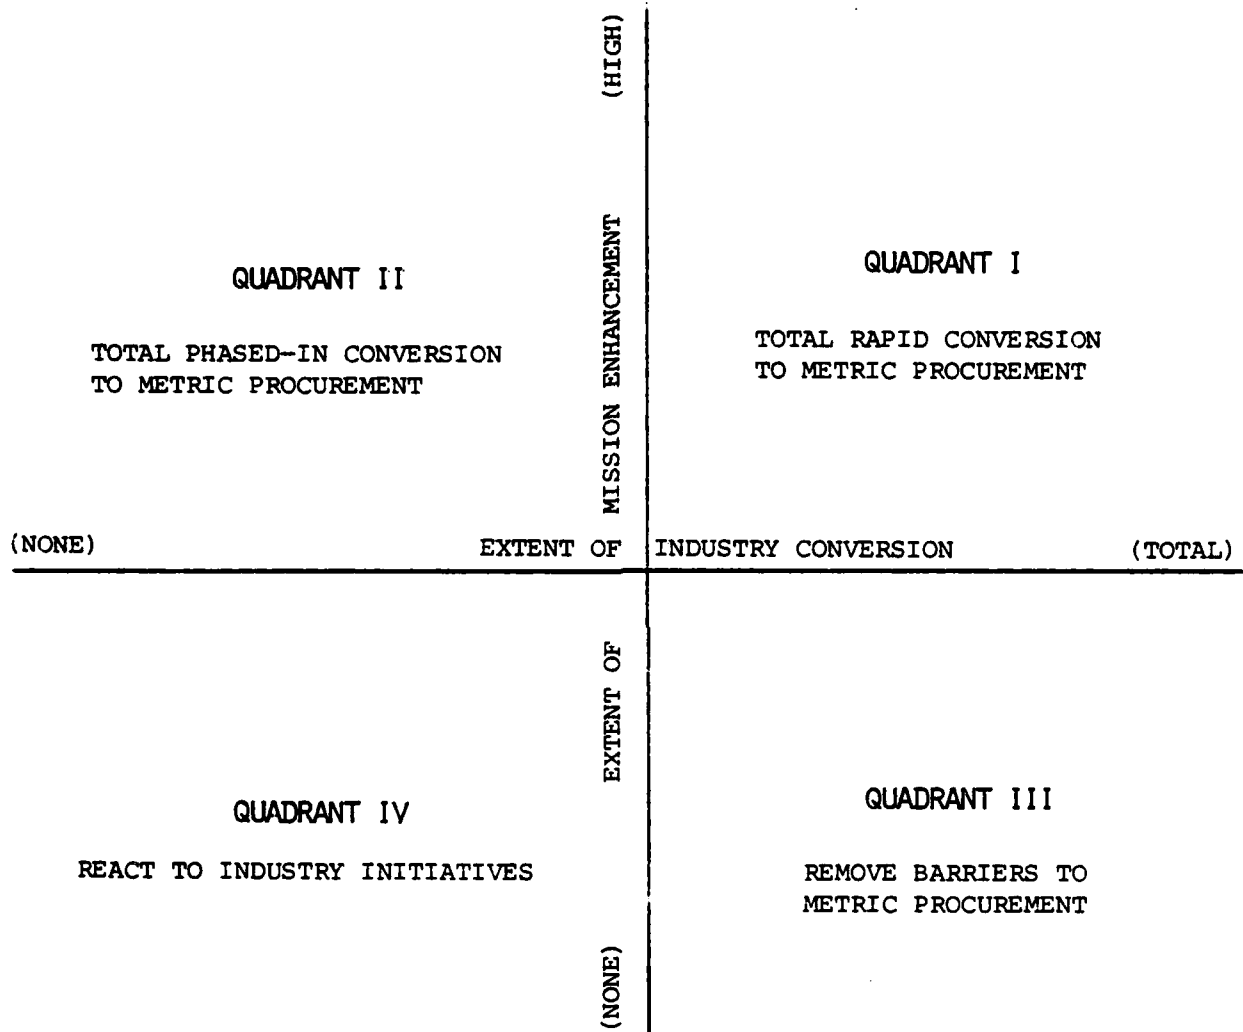 (HIGH)
MISSION ENHANCEMENT
QUADRANT II
TOTAL PHASED-IN CONVERSION
TO METRIC PROCUREMENT
QUADRANT I
TOTAL RAPID CONVERSION
TO METRIC PROCUREMENT
(NONE)
EXTENT OF INDUSTRY CONVERSION
(TOTAL)
EXTENT OF
QUADRANT IV
REACT TO INDUSTRY INITIATIVES
QUADRANT III
REMOVE BARRIERS TO
METRIC PROCUREMENT
(NONE)